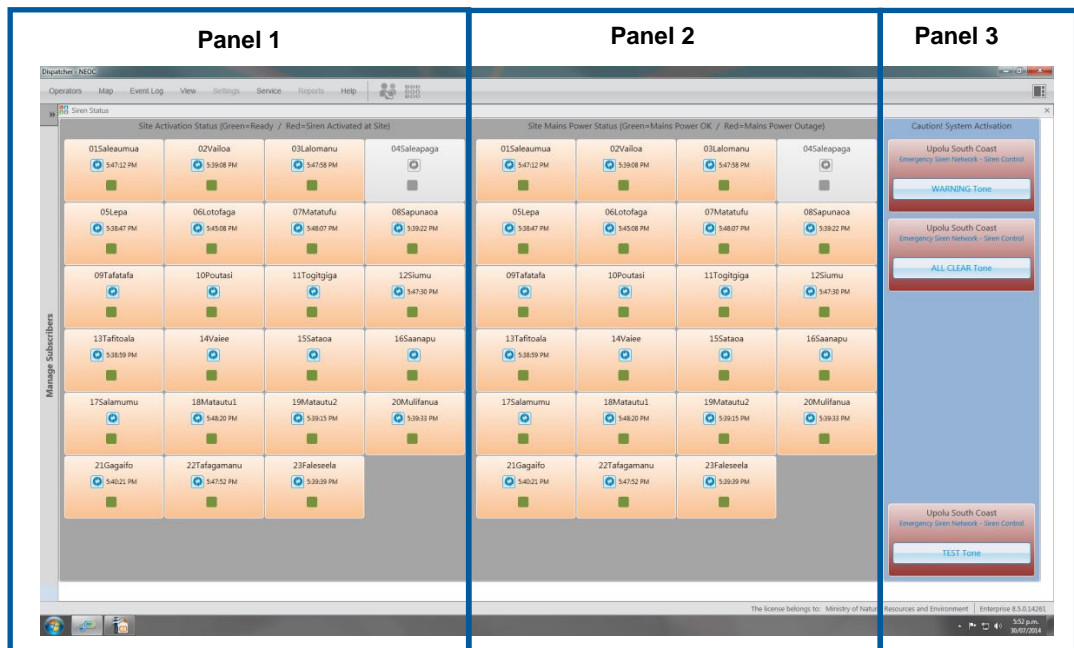 Panel 1
Panel 2
Panel 3
Dispatcher - NEOC
Operators Map Event Log View Settings Service Reports Help
Siren Status
Manage Subscribers
Site Activation Status (Green=Ready / Red=Siren Activated at Site)
01Saleaumua 02Vailoa 03Lalomanu 04Saleapaga
5:47:12 PM 5:39:08 PM 5:47:58 PM
05Lepa 06Lotofaga 07Matatufu 08Sapunaoa
5:38:47 PM 5:45:08 PM 5:48:07 PM 5:39:22 PM
09Tafatafa 10Poutasi 11Togitgiga 12Siumu
5:47:30 PM
13Tafitoala 14Vaiee 15Sataoa 16Saanapu
5:38:59 PM
17Salamumu 18Matautu1 19Matautu2 20Mulifanua
5:48:20 PM 5:39:15 PM 5:39:33 PM
21Gagaifo 22Tafagamanu 23Faleseela
5:40:21 PM 5:47:52 PM 5:39:39 PM
Site Mains Power Status (Green=Mains Power OK / Red=Mains Power Outage)
01Saleaumua 02Vailoa 03Lalomanu 04Saleapaga
5:47:12 PM 5:39:08 PM 5:47:58 PM
05Lepa 06Lotofaga 07Matatufu 08Sapunaoa
5:38:47 PM 5:45:08 PM 5:48:07 PM 5:39:22 PM
09Tafatafa 10Poutasi 11Togitgiga 12Siumu
5:47:30 PM
13Tafitoala 14Vaiee 15Sataoa 16Saanapu
5:38:59 PM
17Salamumu 18Matautu1 19Matautu2 20Mulifanua
5:48:20 PM 5:39:15 PM 5:39:33 PM
21Gagaifo 22Tafagamanu 23Faleseela
5:40:21 PM 5:47:52 PM 5:39:39 PM
Caution! System Activation
Upolu South Coast
Emergency Siren Network - Siren Control
WARNING Tone
Upolu South Coast
Emergency Siren Network - Siren Control
ALL CLEAR Tone
Upolu South Coast
Emergency Siren Network - Siren Control
TEST Tone
The license belongs to: Ministry of Natural Resources and Environment Enterprise 8.5.0.14261
5:52 p.m.
30/07/2014